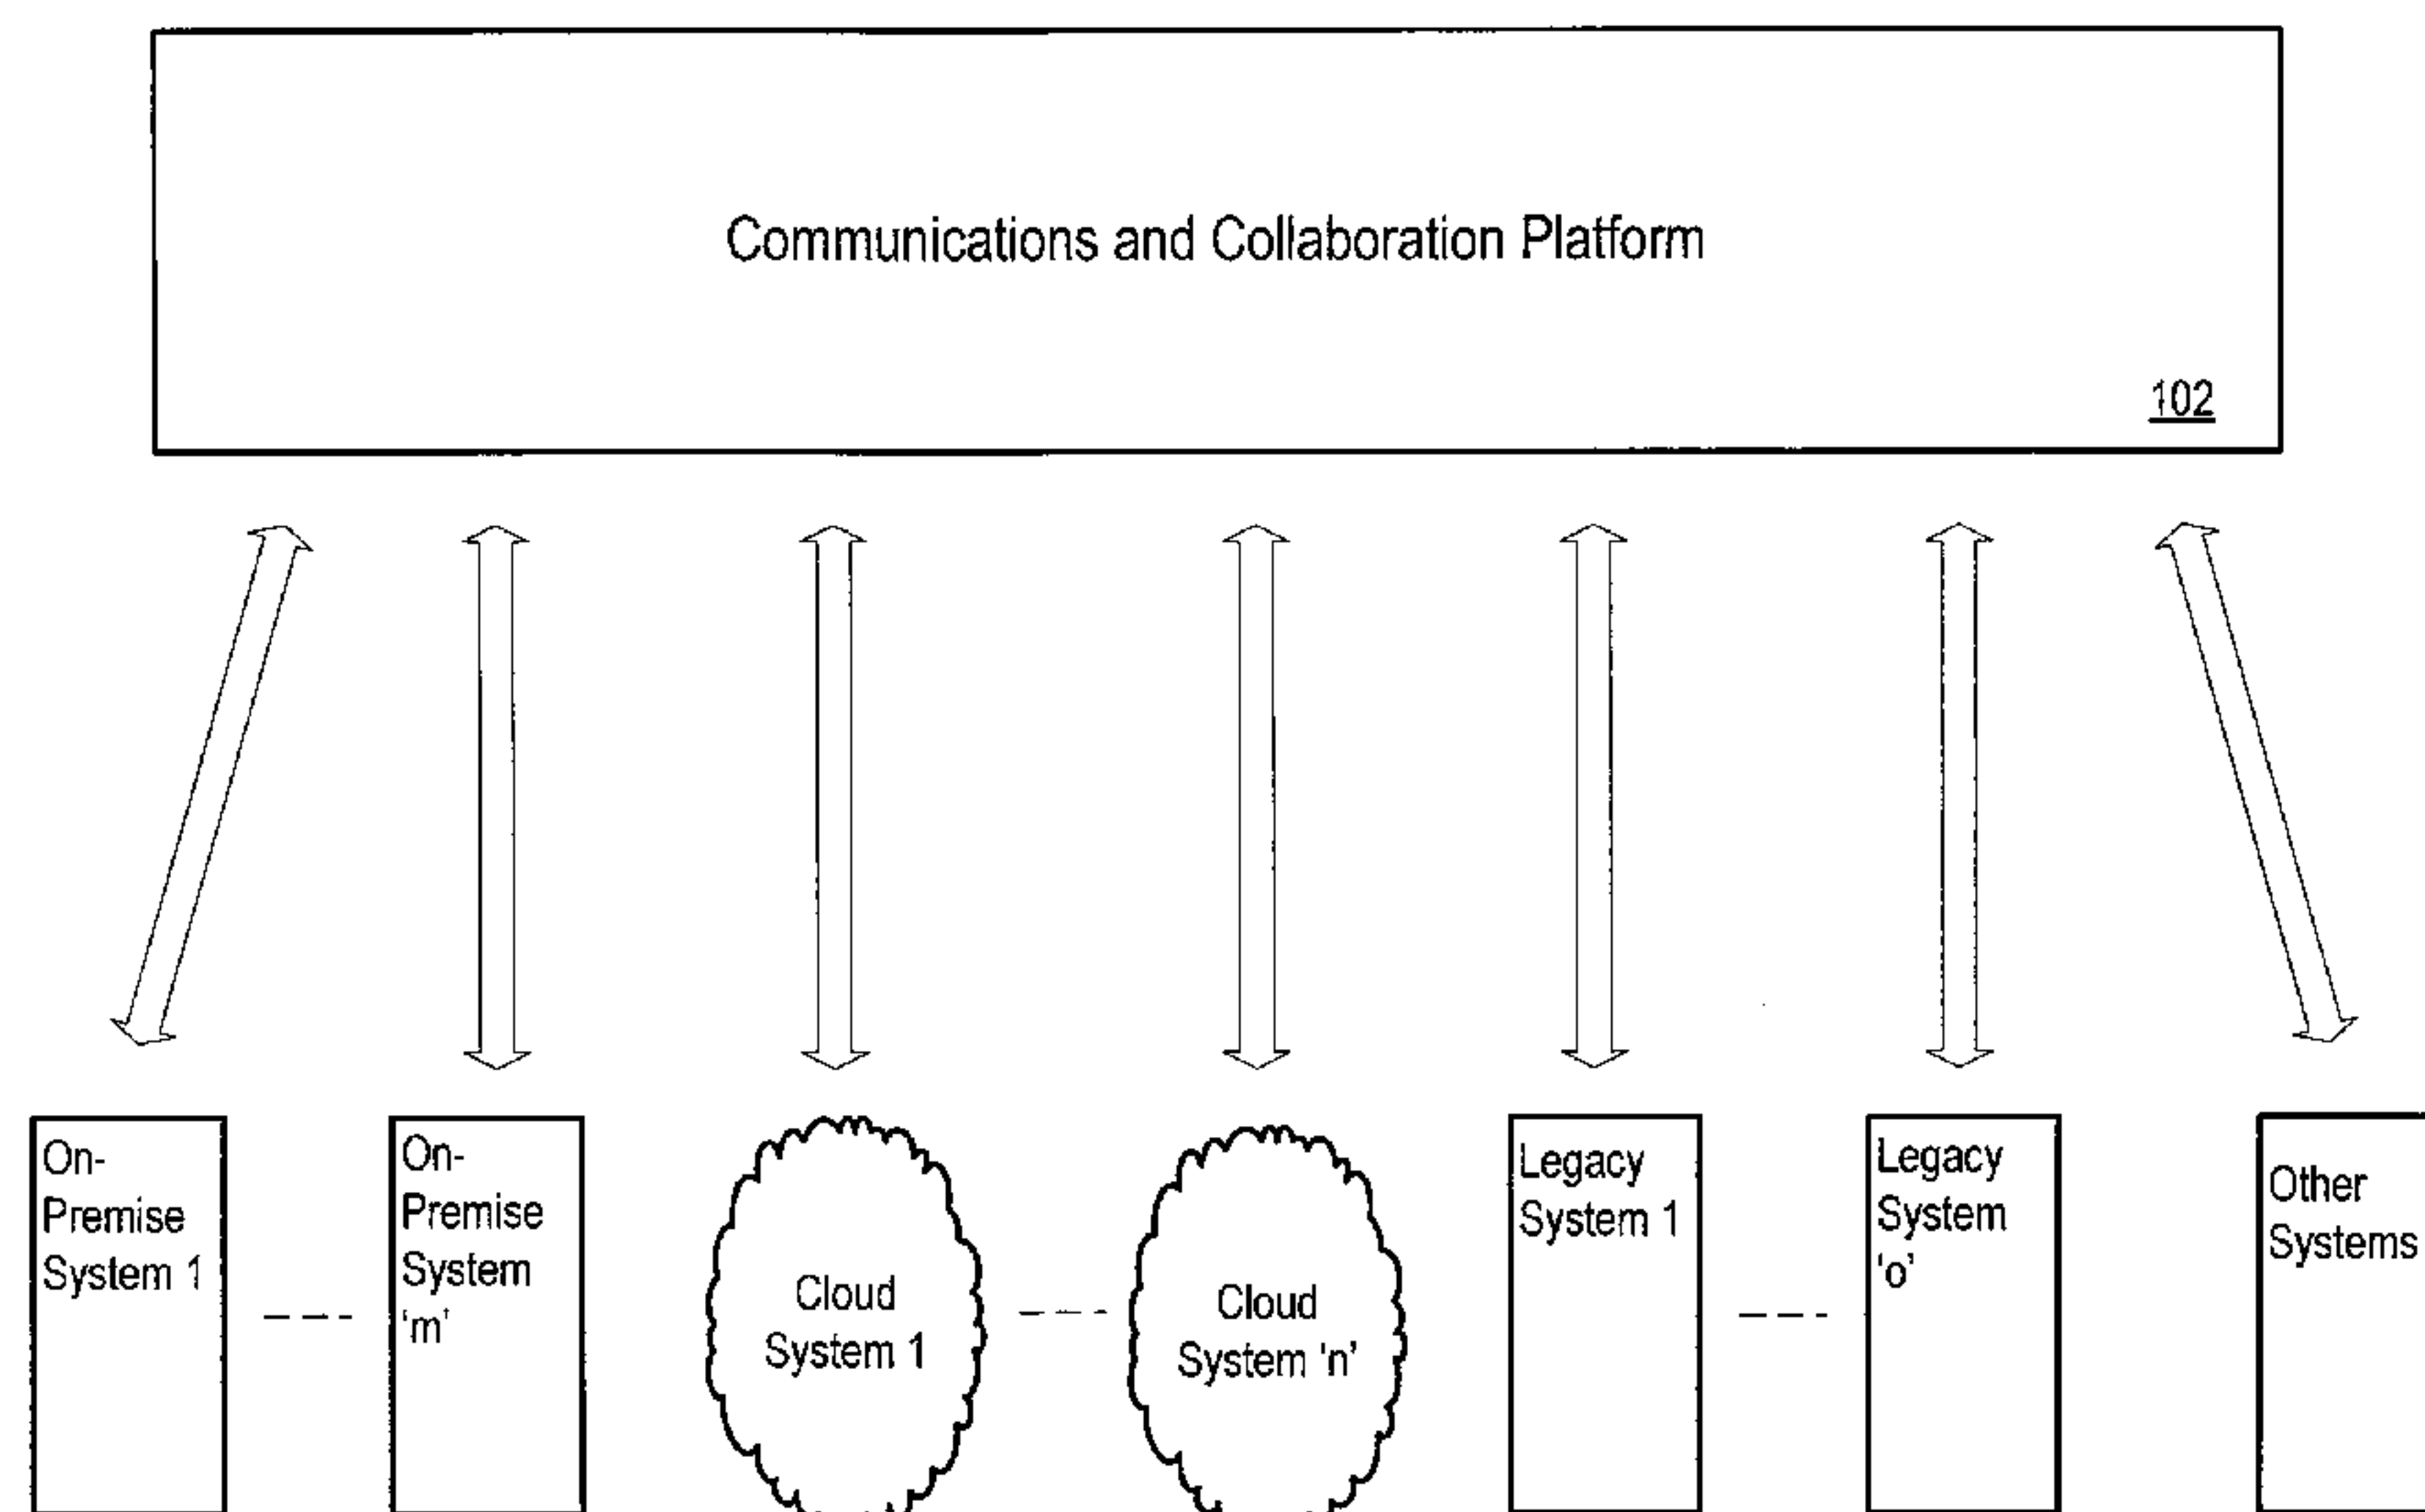 Communications and Collaboration Platform
102
On-
Premise
System 1
On-
Premise
System
'm'
Cloud
System 1
Cloud
System 'n'
Legacy
System 1
Legacy
System
'o'
Other
Systems